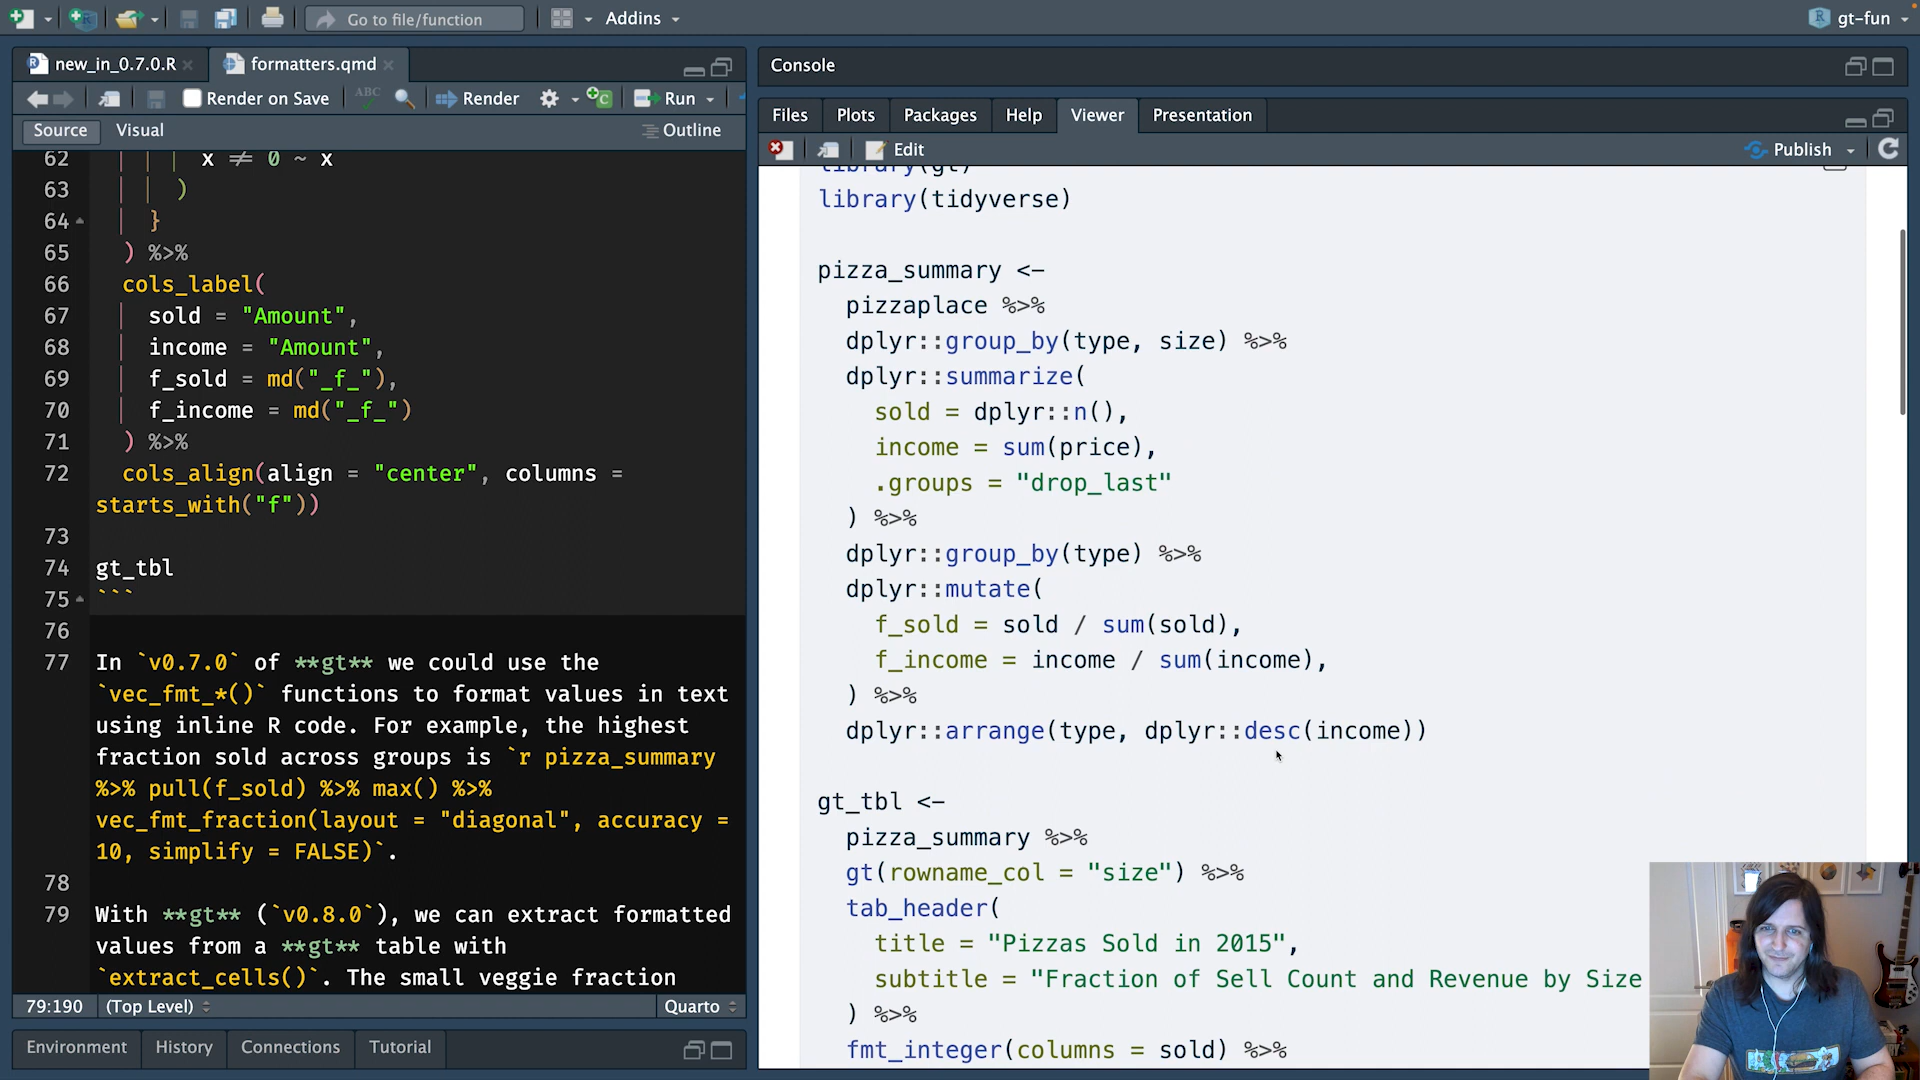 Go to file/function
Addins
gt-fun
new_in_0.7.0.R
formatters.qmd
Render on Save
ABC
Render
Run
Source
Visual
Outline
62 x ≠ 0 ~ x
63 )
64 }
65 ) %>%
66 cols_label(
67 sold = "Amount",
68 income = "Amount",
69 f_sold = md("_f_"),
70 f_income = md("_f_")
71 ) %>%
72 cols_align(align = "center", columns =
starts_with("f"))
73
74 gt_tbl
75 ```
76
77 In `v0.7.0` of **gt** we could use the
`vec_fmt_*()` functions to format values in text
using inline R code. For example, the highest
fraction sold across groups is `r pizza_summary
%>% pull(f_sold) %>% max() %>%
vec_fmt_fraction(layout = "diagonal", accuracy =
10, simplify = FALSE)`.
78
79 With **gt** (`v0.8.0`), we can extract formatted
values from a **gt** table with
`extract_cells()`. The small veggie fraction
79:190
(Top Level)
Quarto
Environment
History
Connections
Tutorial
Console
Files
Plots
Packages
Help
Viewer
Presentation
Edit
Publish
library(gt)
library(tidyverse)
pizza_summary <-
pizzaplace %>%
dplyr::group_by(type, size) %>%
dplyr::summarize(
sold = dplyr::n(),
income = sum(price),
.groups = "drop_last"
) %>%
dplyr::group_by(type) %>%
dplyr::mutate(
f_sold = sold / sum(sold),
f_income = income / sum(income),
) %>%
dplyr::arrange(type, dplyr::desc(income))
gt_tbl <-
pizza_summary %>%
gt(rowname_col = "size") %>%
tab_header(
title = "Pizzas Sold in 2015",
subtitle = "Fraction of Sell Count and Revenue by Size
) %>%
fmt_integer(columns = sold) %>%